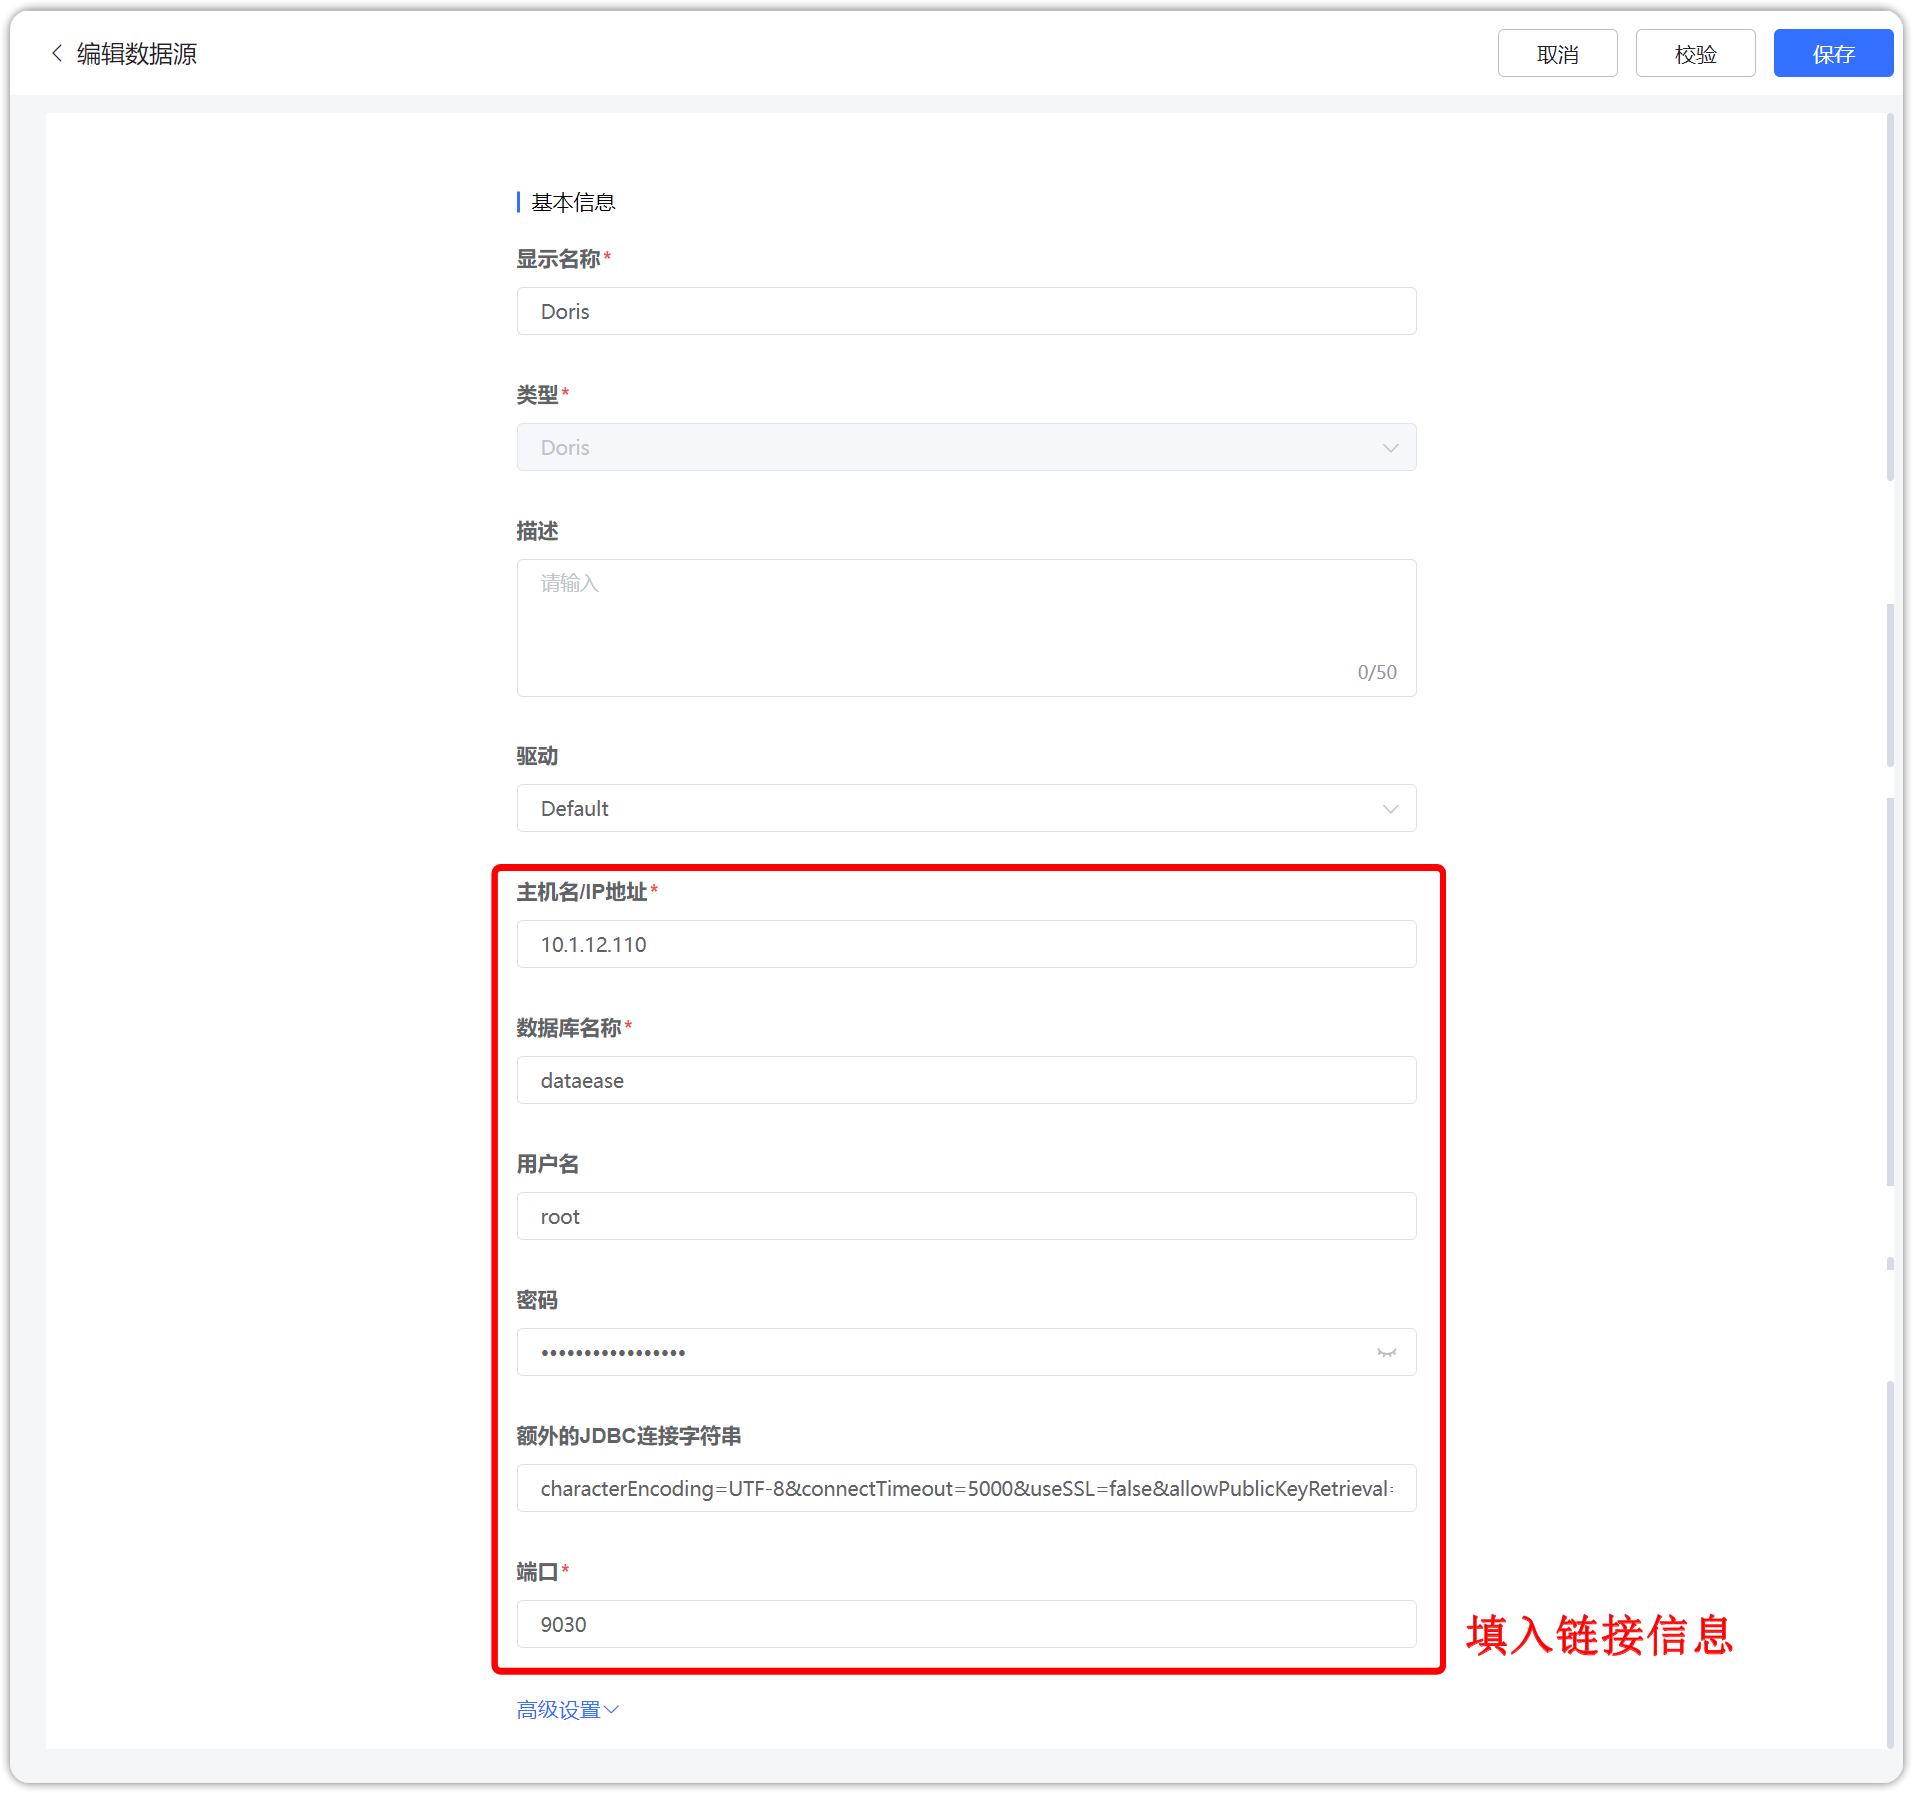 编辑数据源
取消
校验
保存
基本信息
显示名称*
Doris
类型*
Doris
描述
请输入
0/50
驱动
Default
主机名/IP地址*
10.1.12.110
数据库名称*
dataease
用户名
root
密码
•••••••••••••••••
额外的JDBC连接字符串
characterEncoding=UTF-8&connectTimeout=5000&useSSL=false&allowPublicKeyRetrieval=
端口*
9030
填入链接信息
高级设置